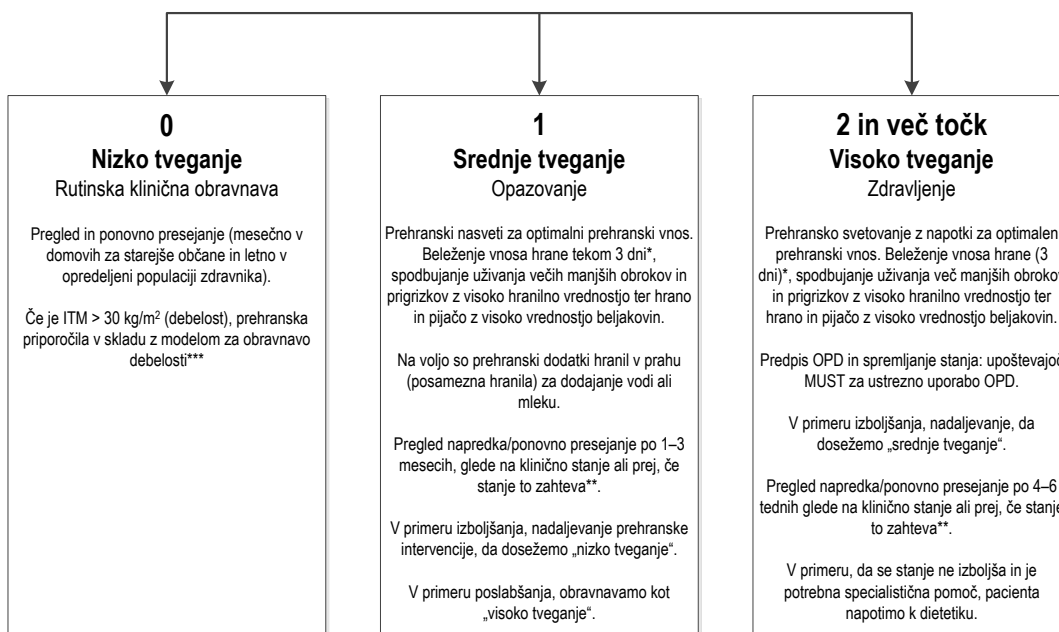 0
Nizko tveganje
Rutinska klinična obravnava
Pregled in ponovno presejanje (mesečno v
domovih za starejše občane in letno v
opredeljeni populaciji zdravnika).
Če je ITM > 30 kg/m² (debelost), prehranska
priporočila v skladu z modelom za obravnavo
debelosti***
1
Srednje tveganje
Opazovanje
Prehranski nasveti za optimalni prehranski vnos.
Beleženje vnosa hrane tekom 3 dni*,
spodbujanje uživanja večih manjših obrokov in
prigrizkov z visoko hranilno vrednostjo ter hrano
in pijačo z visoko vrednostjo beljakovin.
Na voljo so prehranski dodatki hranil v prahu
(posamezna hranila) za dodajanje vodi ali
mleku.
Pregled napredka/ponovno presejanje po 1–3
mesecih, glede na klinično stanje ali prej, če
stanje to zahteva**.
V primeru izboljšanja, nadaljevanje prehranske
intervencije, da dosežemo „nizko tveganje“.
V primeru poslabšanja, obravnavamo kot
„visoko tveganje“.
2 in več točk
Visoko tveganje
Zdravljenje
Prehransko svetovanje z napotki za optimalen
prehranski vnos. Beleženje vnosa hrane (3
dni)*, spodbujanje uživanja več manjših obrokov
in prigrizkov z visoko hranilno vrednostjo ter
hrano in pijačo z visoko vrednostjo beljakovin.
Predpis OPD in spremljanje stanja: upoštevajoč
MUST za ustrezno uporabo OPD.
V primeru izboljšanja, nadaljevanje, da
dosežemo „srednje tveganje“.
Pregled napredka/ponovno presejanje po 4–6
tednih glede na klinično stanje ali prej, če stanje
to zahteva**.
V primeru, da se stanje ne izboljša in je
potrebna specialistična pomoč, pacienta
napotimo k dietetiku.